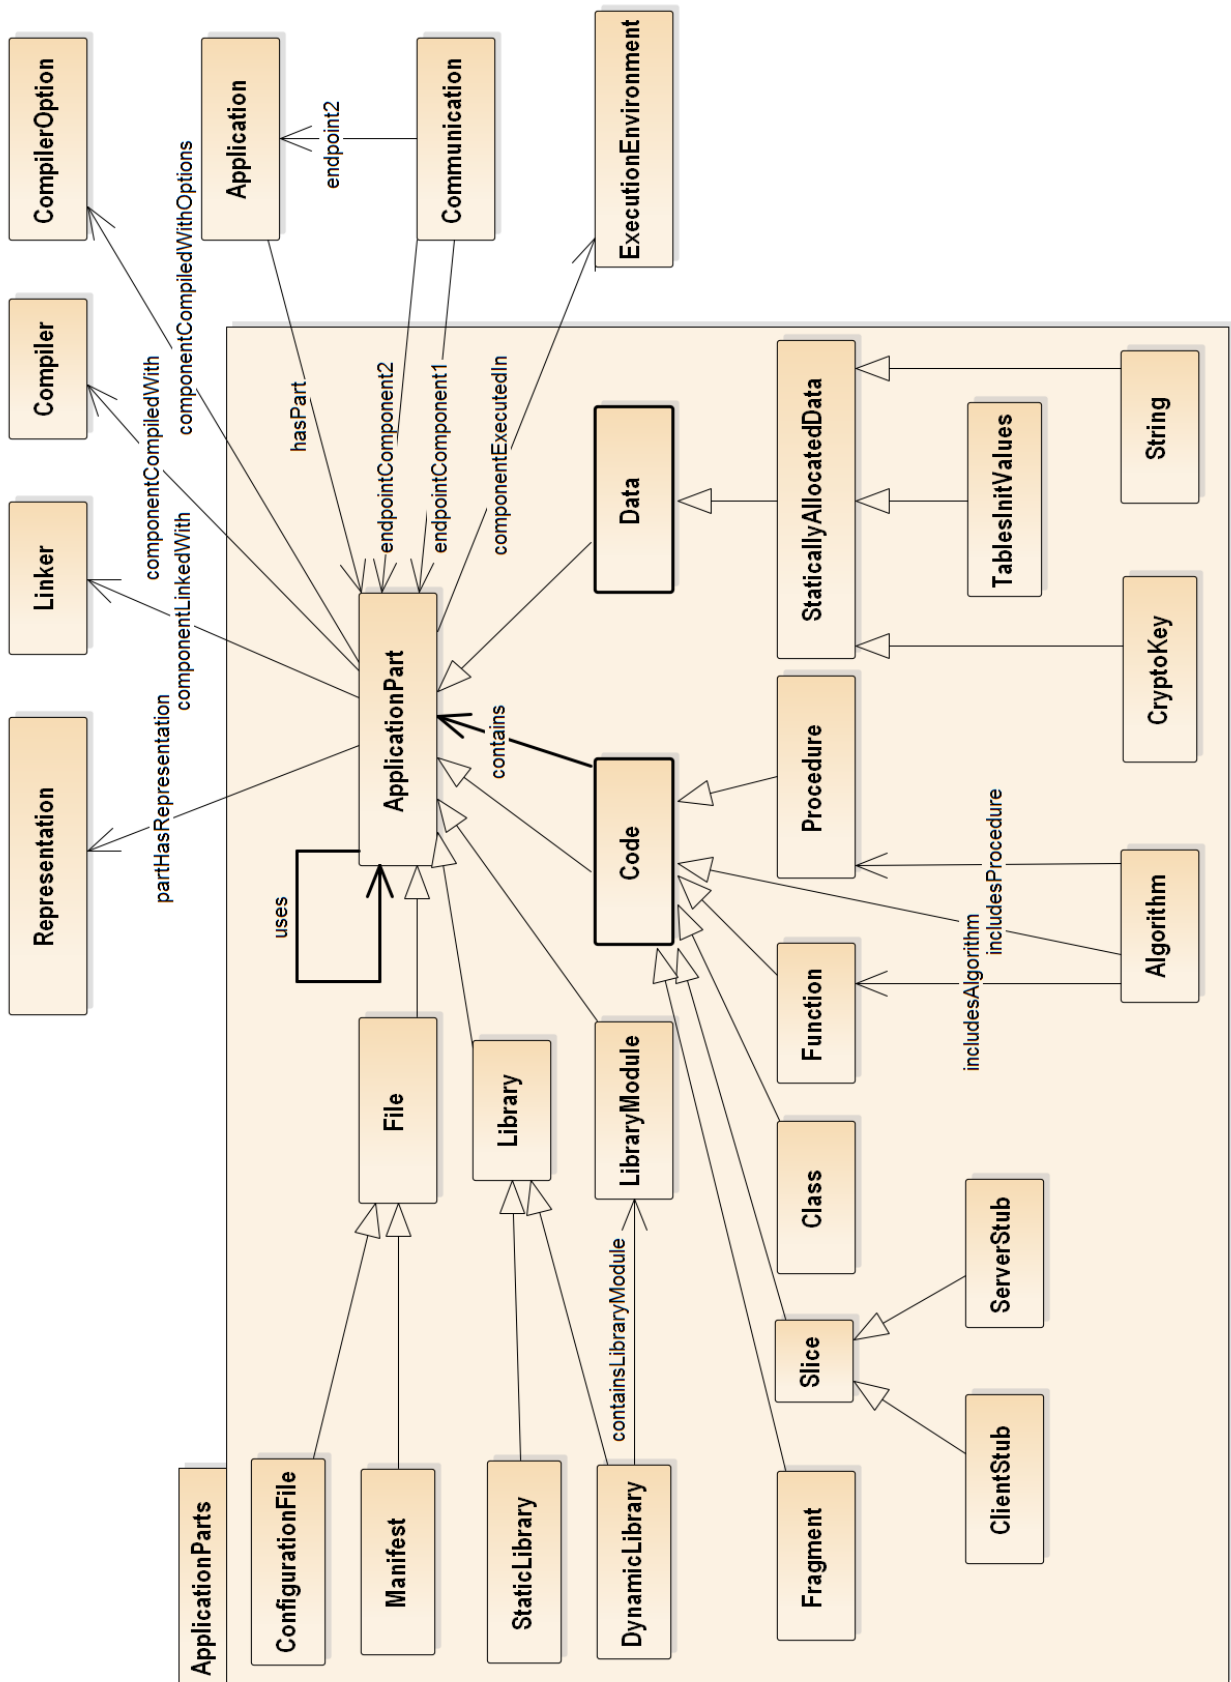 Representation
Linker
Compiler
CompilerOption
partHasRepresentation
componentLinkedWith
componentCompiledWith
componentCompiledWithOptions
Application
endpoint2
Communication
ExecutionEnvironment
hasPart
endpointComponent2
endpointComponent1
componentExecutedIn
ApplicationParts
uses
ApplicationPart
contains
ConfigurationFile
Manifest
File
StaticLibrary
Library
DynamicLibrary
containsLibraryModule
LibraryModule
Code
Data
Fragment
Slice
Class
Function
Procedure
StaticallyAllocatedData
ClientStub
ServerStub
includesAlgorithm
includesProcedure
TablesInitValues
Algorithm
CryptoKey
String